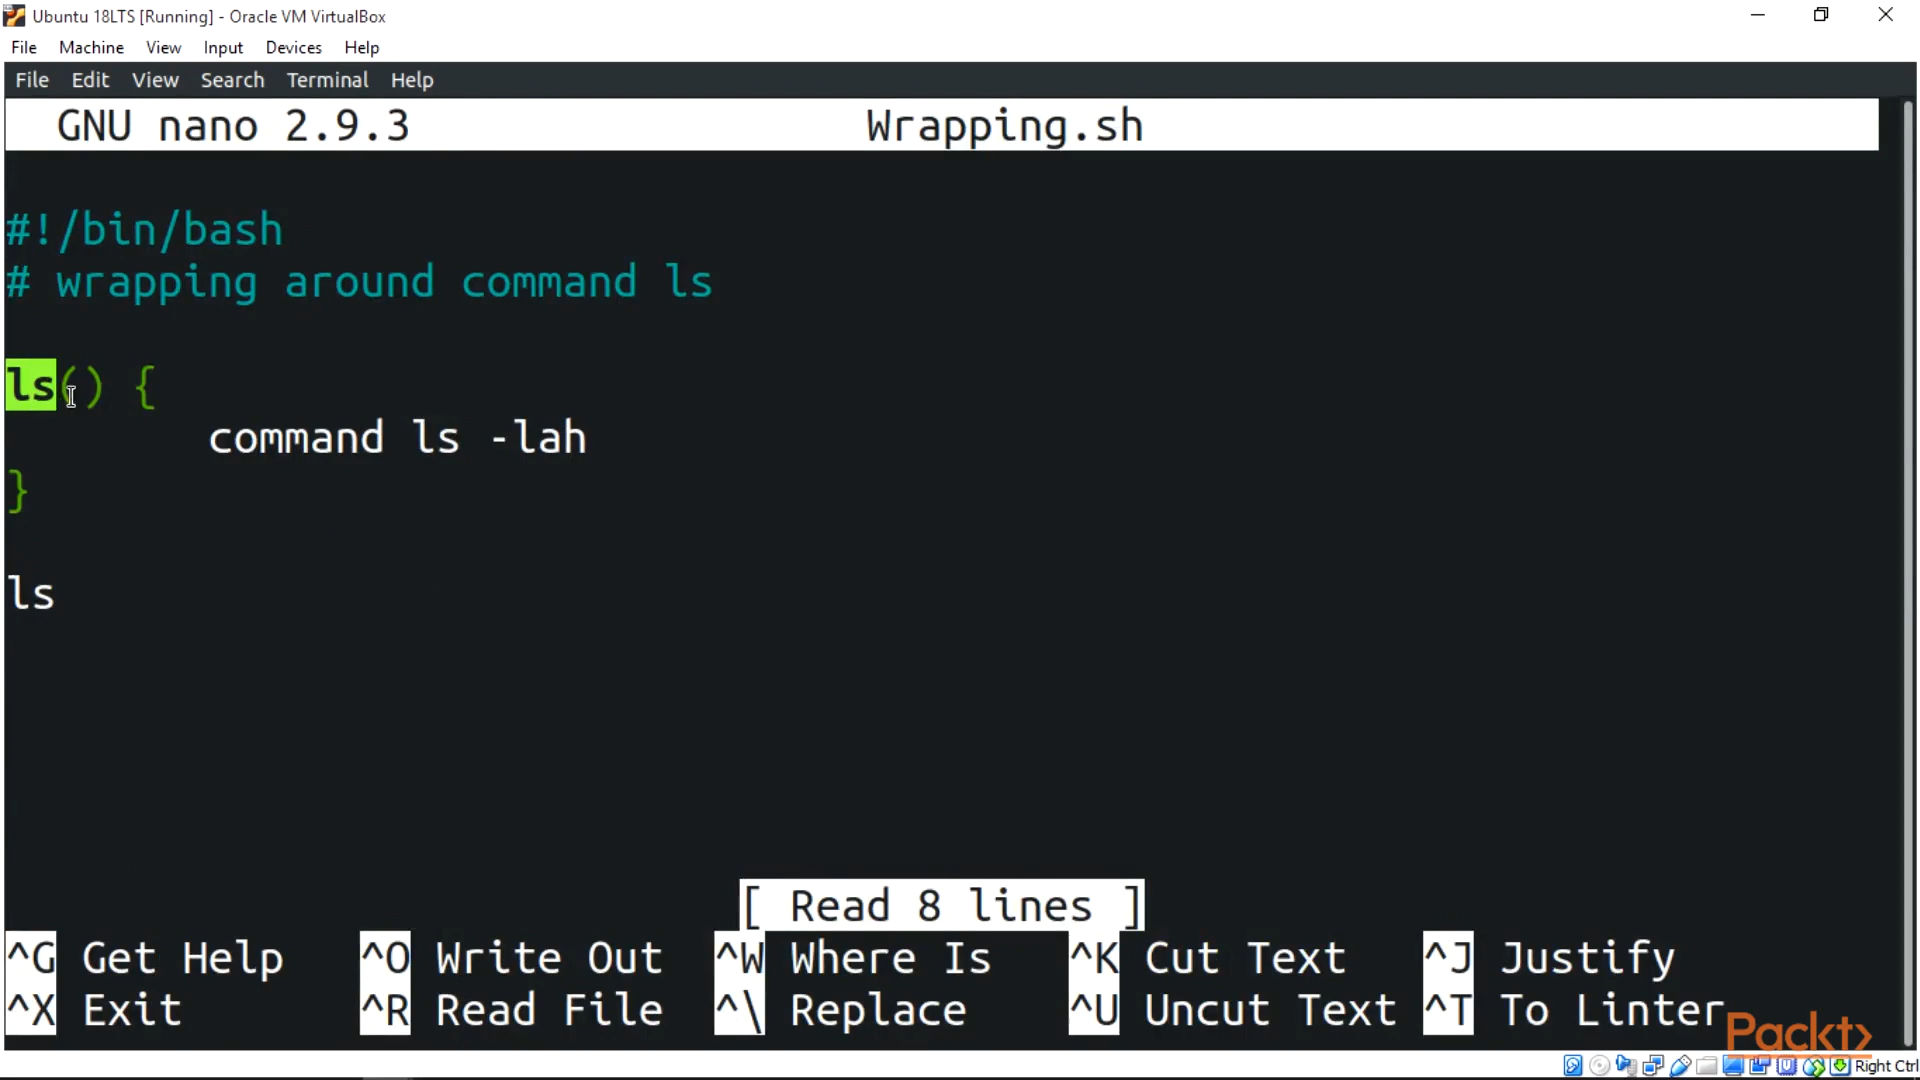 Ubuntu 18LTS [Running] - Oracle VM VirtualBox
File Machine View Input Devices Help
File Edit View Search Terminal Help
GNU nano 2.9.3 Wrapping.sh
#!/bin/bash
# wrapping around command ls
ls() {
command ls -lah
}
ls
[ Read 8 lines ]
^G Get Help ^O Write Out ^W Where Is ^K Cut Text ^J Justify
^X Exit ^R Read File ^\ Replace ^U Uncut Text ^T To Linter
Packt>
Right Ctrl